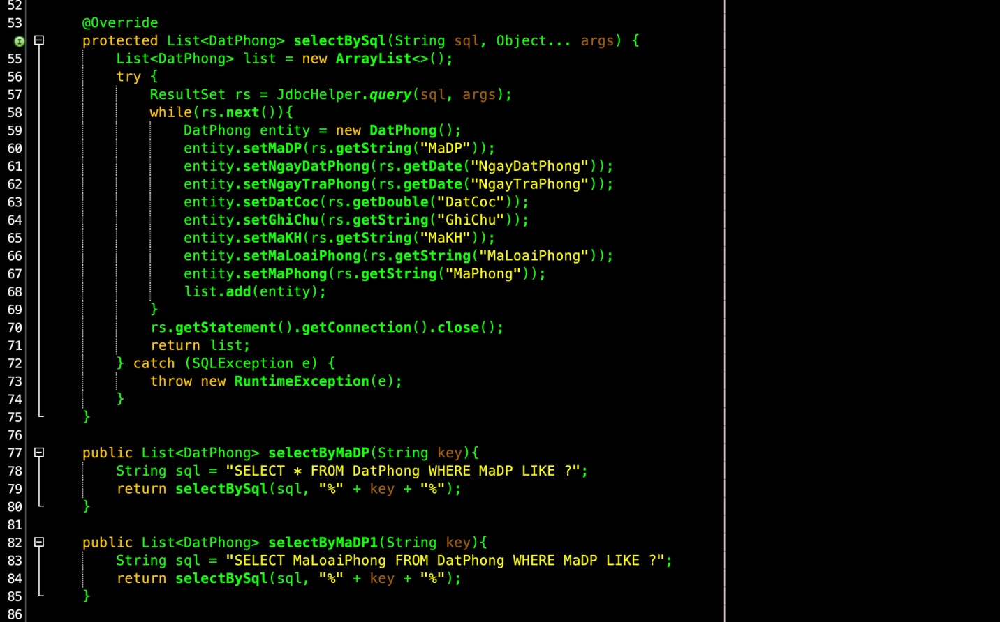 52
53 @Override
protected List<DatPhong> selectBySql(String sql, Object... args) {
55 List<DatPhong> list = new ArrayList<>();
56 try {
57 ResultSet rs = JdbcHelper.query(sql, args);
58 while(rs.next()){
59 DatPhong entity = new DatPhong();
60 entity.setMaDP(rs.getString("MaDP"));
61 entity.setNgayDatPhong(rs.getDate("NgayDatPhong"));
62 entity.setNgayTraPhong(rs.getDate("NgayTraPhong"));
63 entity.setDatCoc(rs.getDouble("DatCoc"));
64 entity.setGhiChu(rs.getString("GhiChu"));
65 entity.setMaKH(rs.getString("MaKH"));
66 entity.setMaLoaiPhong(rs.getString("MaLoaiPhong"));
67 entity.setMaPhong(rs.getString("MaPhong"));
68 list.add(entity);
69 }
70 rs.getStatement().getConnection().close();
71 return list;
72 } catch (SQLException e) {
73 throw new RuntimeException(e);
74 }
75 }
76
77 public List<DatPhong> selectByMaDP(String key){
78 String sql = "SELECT * FROM DatPhong WHERE MaDP LIKE ?";
79 return selectBySql(sql, "%" + key + "%");
80 }
81
82 public List<DatPhong> selectByMaDP1(String key){
83 String sql = "SELECT MaLoaiPhong FROM DatPhong WHERE MaDP LIKE ?";
84 return selectBySql(sql, "%" + key + "%");
85 }
86